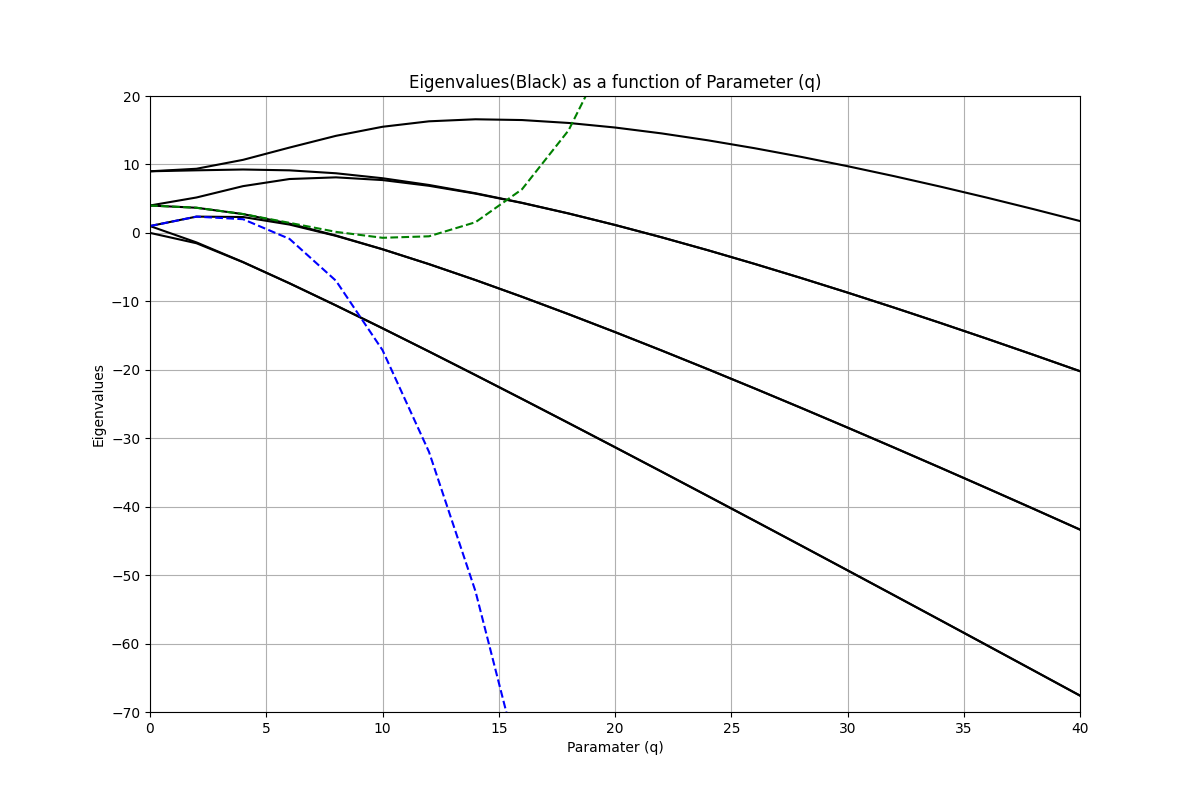 Eigenvalues(Black) as a function of Parameter (q)
20
10
0
−10
−20
−30
−40
−50
−60
−70
Eigenvalues
0 5 10 15 20 25 30 35 40
Paramater (q)